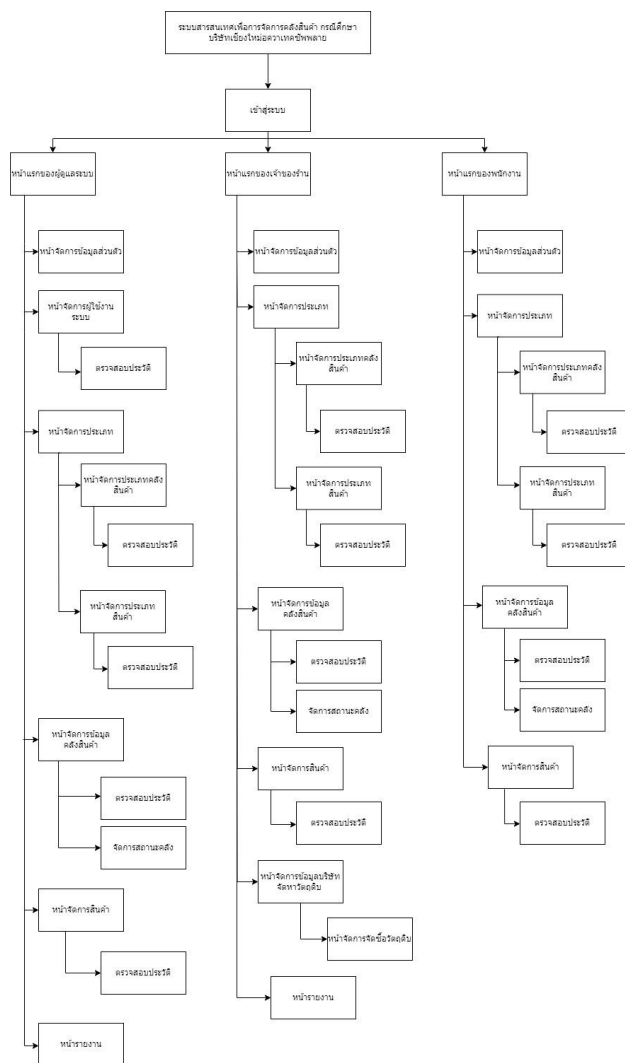 ระบบสารสนเทศเพื่อการจัดการคลังสินค้า กรณีศึกษา
บริษัทเชียงใหม่อควาเทคซัพพลาย
เข้าสู่ระบบ
หน้าแรกของผู้ดูแลระบบ
หน้าจัดการข้อมูลส่วนตัว
หน้าจัดการผู้ใช้งาน
ระบบ
ตรวจสอบประวัติ
หน้าจัดการประเภท
หน้าจัดการประเภทคลัง
สินค้า
ตรวจสอบประวัติ
หน้าจัดการประเภท
สินค้า
ตรวจสอบประวัติ
หน้าจัดการข้อมูล
คลังสินค้า
ตรวจสอบประวัติ
จัดการสถานะคลัง
หน้าจัดการสินค้า
ตรวจสอบประวัติ
หน้ารายงาน
หน้าแรกของเจ้าของร้าน
หน้าจัดการข้อมูลส่วนตัว
หน้าจัดการประเภท
หน้าจัดการประเภทคลัง
สินค้า
ตรวจสอบประวัติ
หน้าจัดการประเภท
สินค้า
ตรวจสอบประวัติ
หน้าจัดการข้อมูล
คลังสินค้า
ตรวจสอบประวัติ
จัดการสถานะคลัง
หน้าจัดการสินค้า
ตรวจสอบประวัติ
หน้าจัดการข้อมูลบริษัท
จัดหาวัตถุดิบ
หน้าจัดการจัดซื้อวัตถุดิบ
หน้ารายงาน
หน้าแรกของพนักงาน
หน้าจัดการข้อมูลส่วนตัว
หน้าจัดการประเภท
หน้าจัดการประเภทคลัง
สินค้า
ตรวจสอบประวัติ
หน้าจัดการประเภท
สินค้า
ตรวจสอบประวัติ
หน้าจัดการข้อมูล
คลังสินค้า
ตรวจสอบประวัติ
จัดการสถานะคลัง
หน้าจัดการสินค้า
ตรวจสอบประวัติ